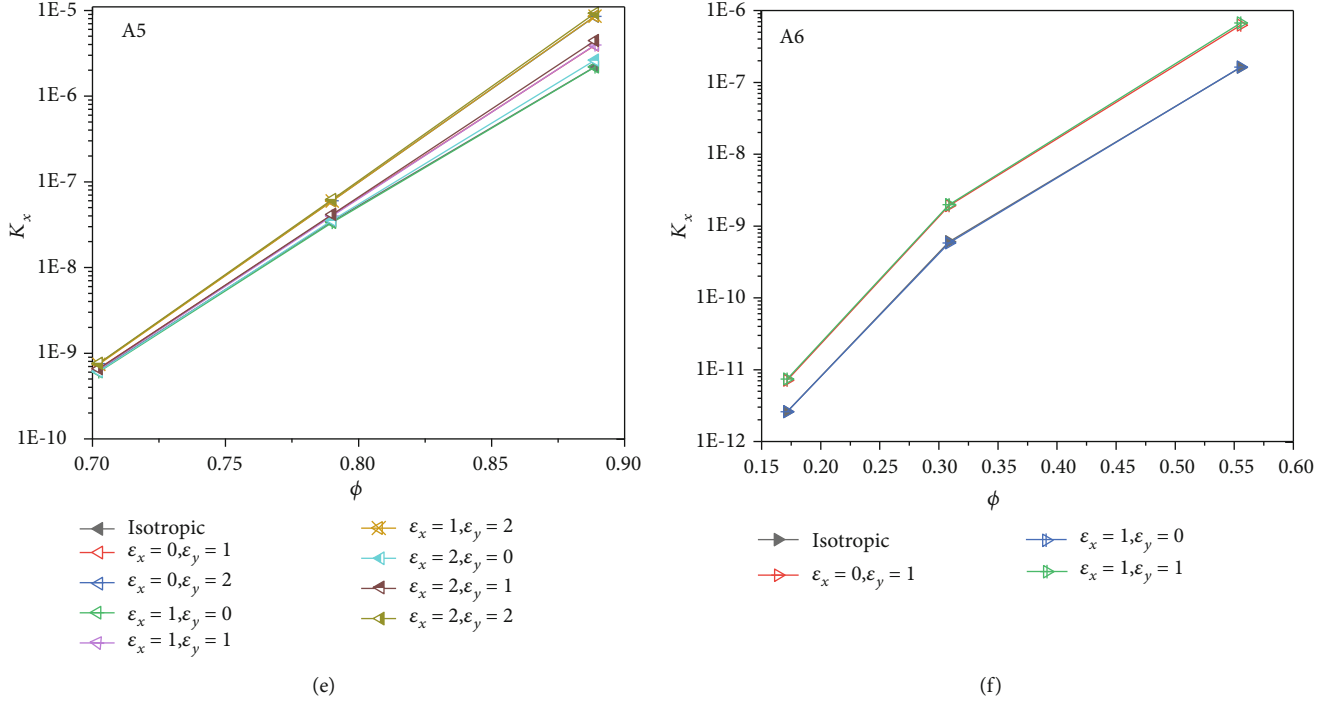 A5
1E-5
1E-6
1E-7
1E-8
1E-9
1E-10
K_x
0.70
0.75
0.80
0.85
0.90
ϕ
Isotropic
ε_x = 0,ε_y = 1
ε_x = 0,ε_y = 2
ε_x = 1,ε_y = 0
ε_x = 1,ε_y = 1
ε_x = 1,ε_y = 2
ε_x = 2,ε_y = 0
ε_x = 2,ε_y = 1
ε_x = 2,ε_y = 2
(e)
A6
1E-6
1E-7
1E-8
1E-9
1E-10
1E-11
1E-12
K_x
0.15
0.20
0.25
0.30
0.35
0.40
0.45
0.50
0.55
0.60
ϕ
Isotropic
ε_x = 0,ε_y = 1
ε_x = 1,ε_y = 0
ε_x = 1,ε_y = 1
(f)